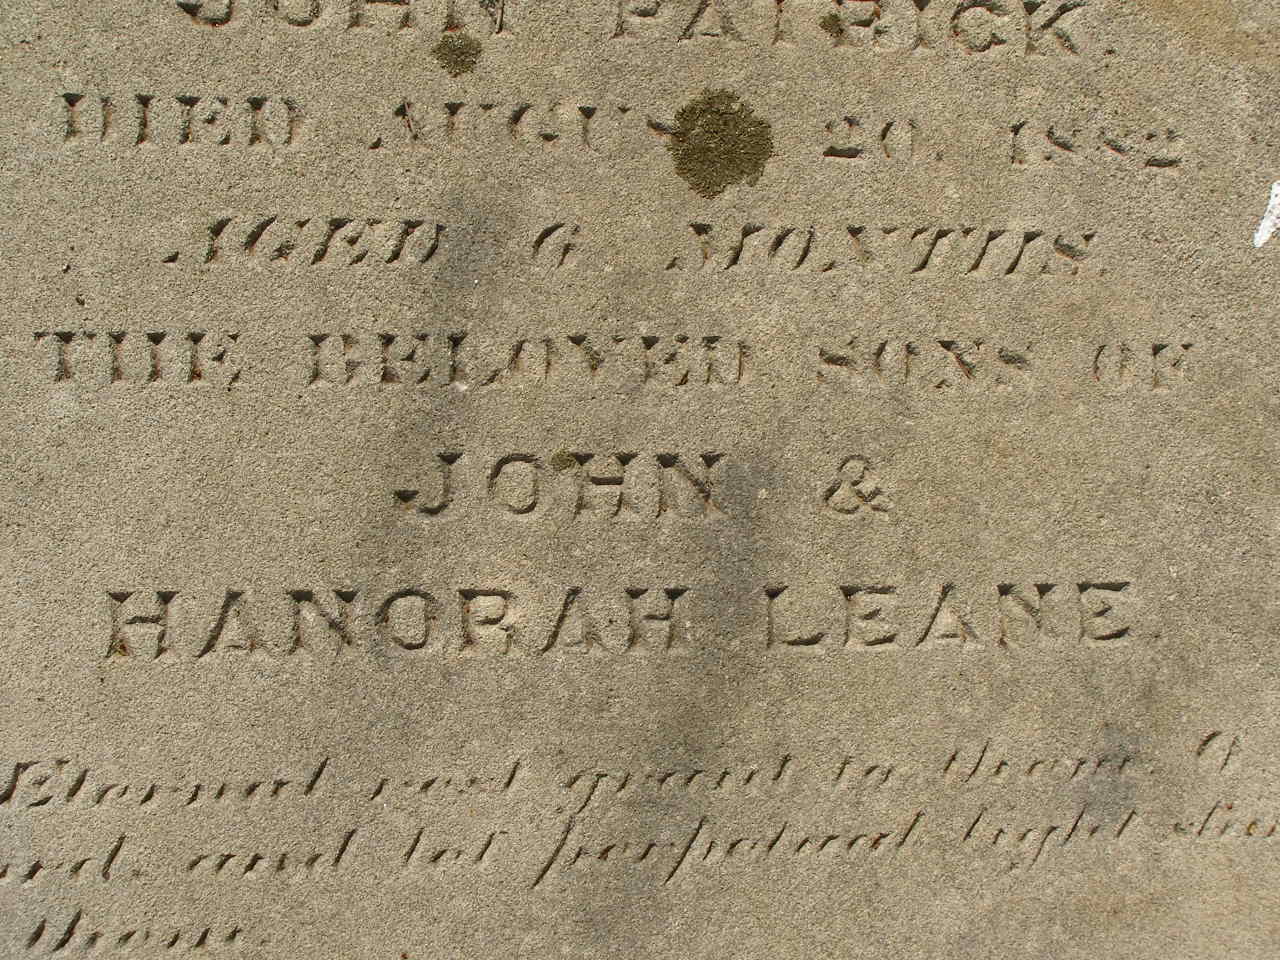 JOHN PATRICK
DIED AUGUST 20. 1882
AGED 6 MONTHS
THE BELOVED SONS OF
JOHN &
HANORAH LEANE
Eternal rest grant to them O
Lord and let perpetual light shine
them